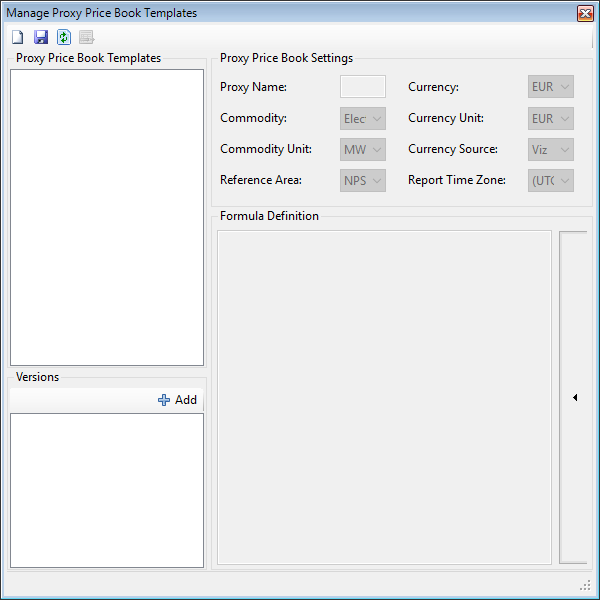 Manage Proxy Price Book Templates
Proxy Price Book Templates
Proxy Price Book Settings
Proxy Name:
Currency:
EUR
Commodity:
Elec
Currency Unit:
EUR
Commodity Unit:
MW
Currency Source:
Viz
Reference Area:
NPS
Report Time Zone:
(UTC
Formula Definition
Versions
Add